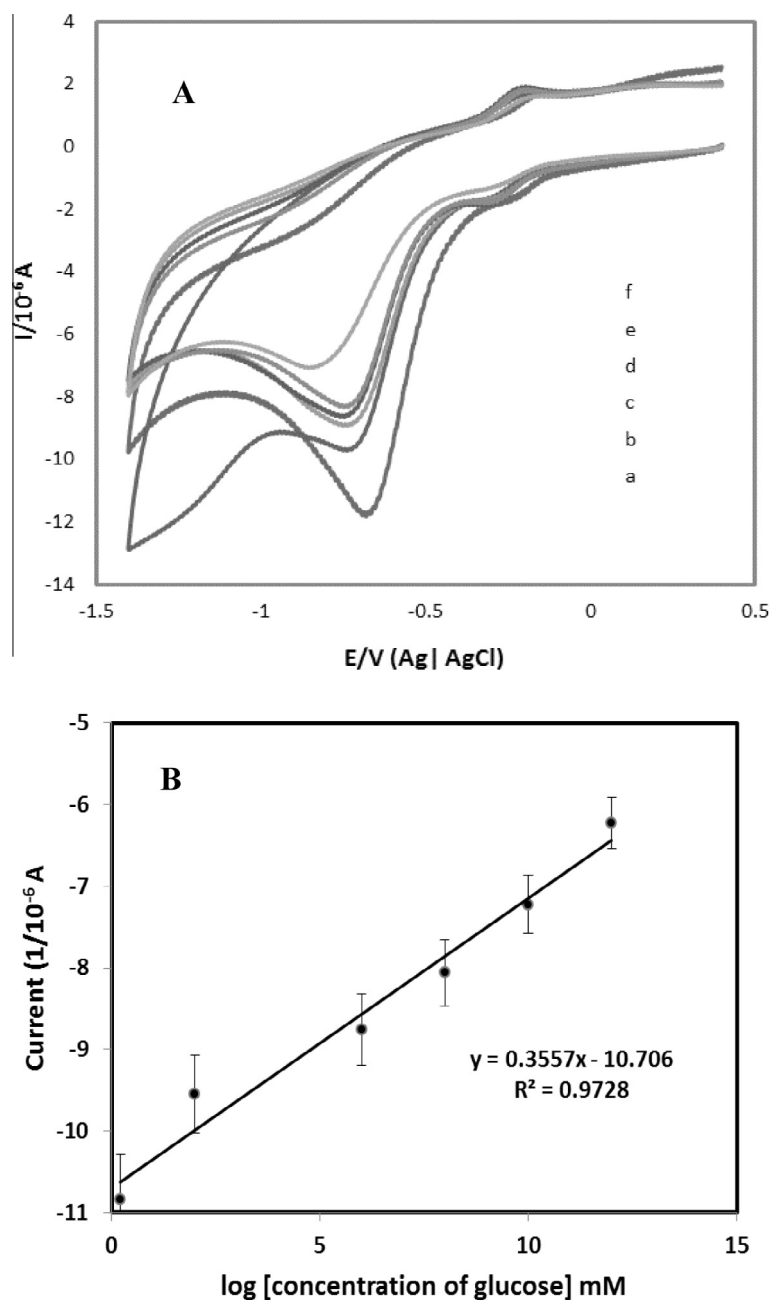 4
A
2
0
-2
-4
-6
-8
-10
-12
-14
I/10⁻⁶ A
f
e
d
c
b
a
-1.5 -1 -0.5 0 0.5
E/V (Ag| AgCl)
-5
B
-6
-7
-8
-9
-10
-11
Current (1/10⁻⁶ A
y = 0.3557x - 10.706
R² = 0.9728
0 5 10 15
log [concentration of glucose] mM